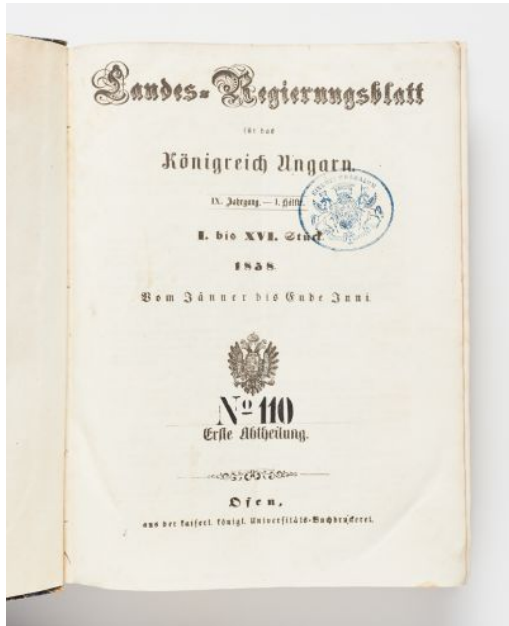 Landes-Regierungsblatt
für das
Königreich Ungarn.
IX. Jahrgang. — I. Hälfte.
I. bis XVI. Stück.
1858.
Vom Jänner bis Ende Juni
Nº 110
Erste Abtheilung.
Ofen,
aus der kaiserl. königl. Universitäts-Buchdruckerei.